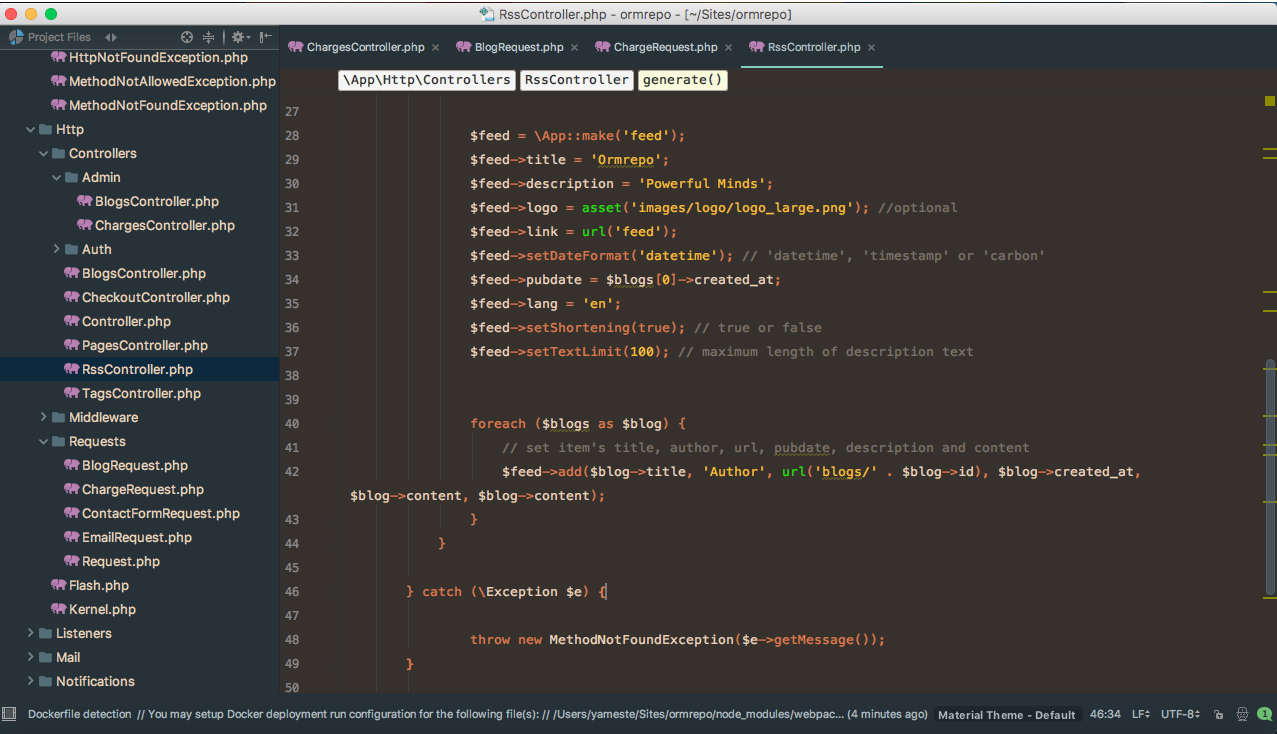 RssController.php - ormrepo - [~/Sites/ormrepo]
Project Files
ChargesController.php × BlogRequest.php × ChargeRequest.php × RssController.php ×
HttpNotFoundException.php
MethodNotAllowedException.php
MethodNotFoundException.php
Http
Controllers
Admin
BlogsController.php
ChargesController.php
Auth
BlogsController.php
CheckoutController.php
Controller.php
PagesController.php
RssController.php
TagsController.php
Middleware
Requests
BlogRequest.php
ChargeRequest.php
ContactFormRequest.php
EmailRequest.php
Request.php
Flash.php
Kernel.php
Listeners
Mail
Notifications
\App\Http\Controllers RssController generate()
27
28 $feed = \App::make('feed');
29 $feed->title = 'Ormrepo';
30 $feed->description = 'Powerful Minds';
31 $feed->logo = asset('images/logo/logo_large.png'); //optional
32 $feed->link = url('feed');
33 $feed->setDateFormat('datetime'); // 'datetime', 'timestamp' or 'carbon'
34 $feed->pubdate = $blogs[0]->created_at;
35 $feed->lang = 'en';
36 $feed->setShortening(true); // true or false
37 $feed->setTextLimit(100); // maximum length of description text
38
39
40 foreach ($blogs as $blog) {
41 // set item's title, author, url, pubdate, description and content
42 $feed->add($blog->title, 'Author', url('blogs/' . $blog->id), $blog->created_at,
$blog->content, $blog->content);
43 }
44 }
45
46 } catch (\Exception $e) {
47
48 throw new MethodNotFoundException($e->getMessage());
49 }
50
Dockerfile detection // You may setup Docker deployment run configuration for the following file(s): // /Users/yameste/Sites/ormrepo/node_modules/webpac... (4 minutes ago) Material Theme - Default 46:34 LF UTF-8 1